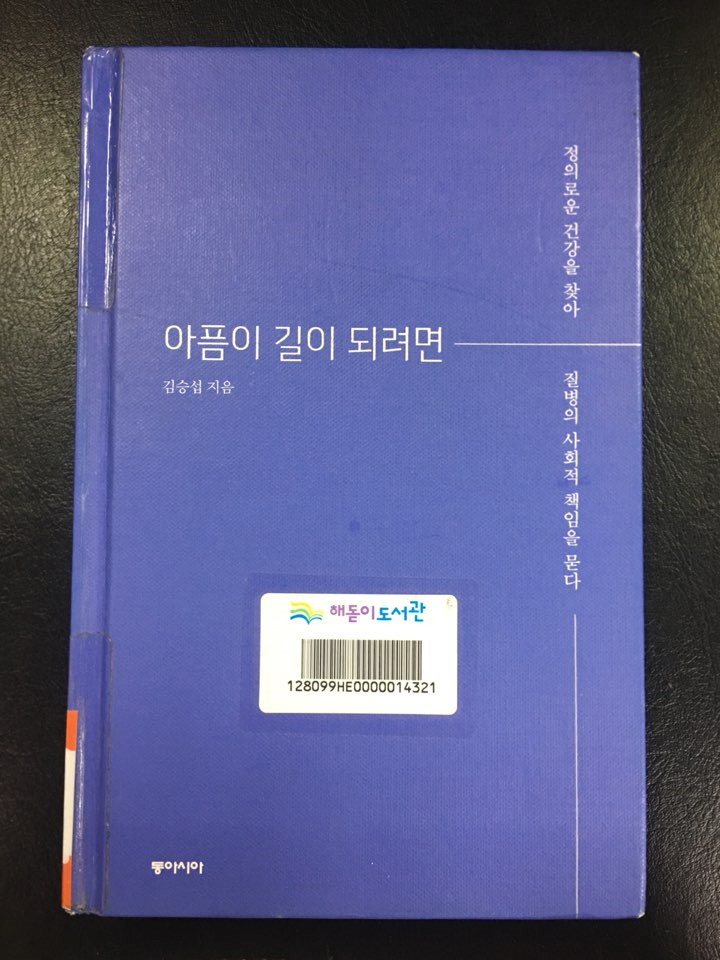 정의로운 건강을 찾아
질병의 사회적 책임을 묻다
아픔이 길이 되려면
김승섭 지음
해돋이도서관
128099HE0000014321
동아시아